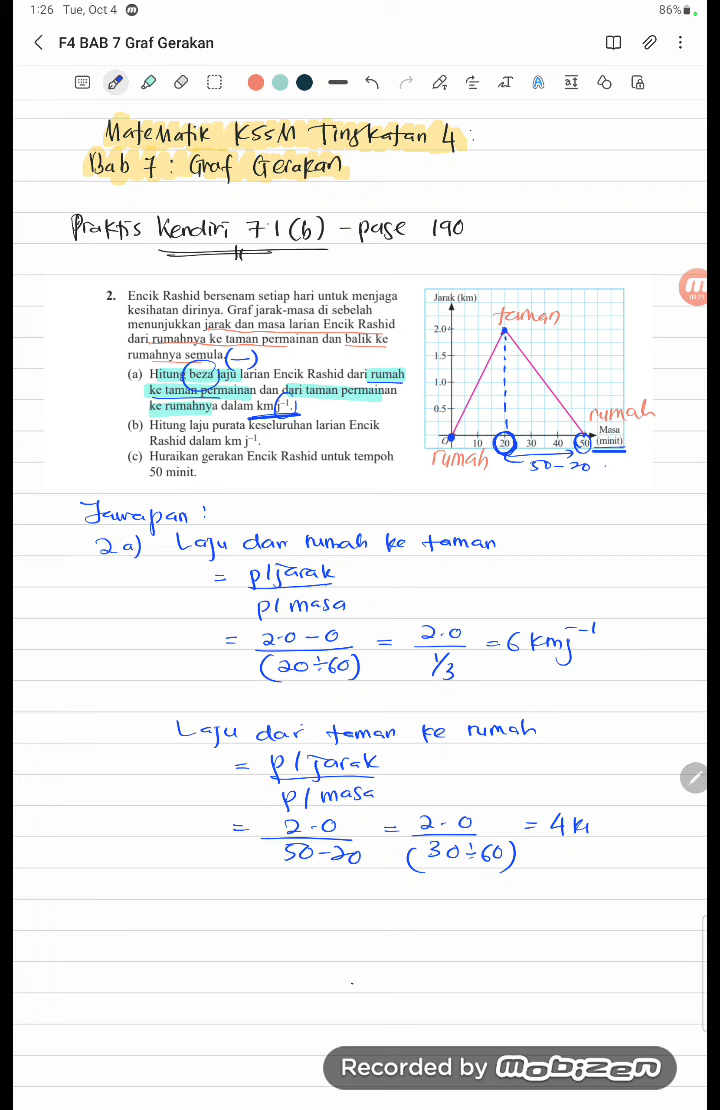 1:26 Tue, Oct 4
86%
F4 BAB 7 Graf Gerakan
Matematik KSSM Tingkatan 4 :
Bab 7 : Graf Gerakan
Praktis Kendiri 7.1 (b) - page 190
2. Encik Rashid bersenam setiap hari untuk menjaga
kesihatan dirinya. Graf jarak-masa di sebelah
menunjukkan jarak dan masa larian Encik Rashid
dari rumahnya ke taman permainan dan balik ke
rumahnya semula. (-)
(a) Hitung beza laju larian Encik Rashid dari rumah
ke taman permainan dan dari taman permainan
ke rumahnya dalam km j⁻¹.
(b) Hitung laju purata keseluruhan larian Encik
Rashid dalam km j⁻¹.
(c) Huraikan gerakan Encik Rashid untuk tempoh
50 minit.
Jarak (km)
taman
2.0
1.5
1.0
0.5
rumah
Masa
(minit)
O 10 20 30 40 50
rumah
50-20
Jawapan :
2a) Laju dari rumah ke taman
= p/jarak
p/masa
= 2.0 - 0 = 2.0 = 6 kmj⁻¹
(20÷60) 1/3
Laju dari taman ke rumah
= p/Jarak
p/masa
= 2.0 = 2.0 = 4 k
50-20 (30÷60)
Recorded by mobizen